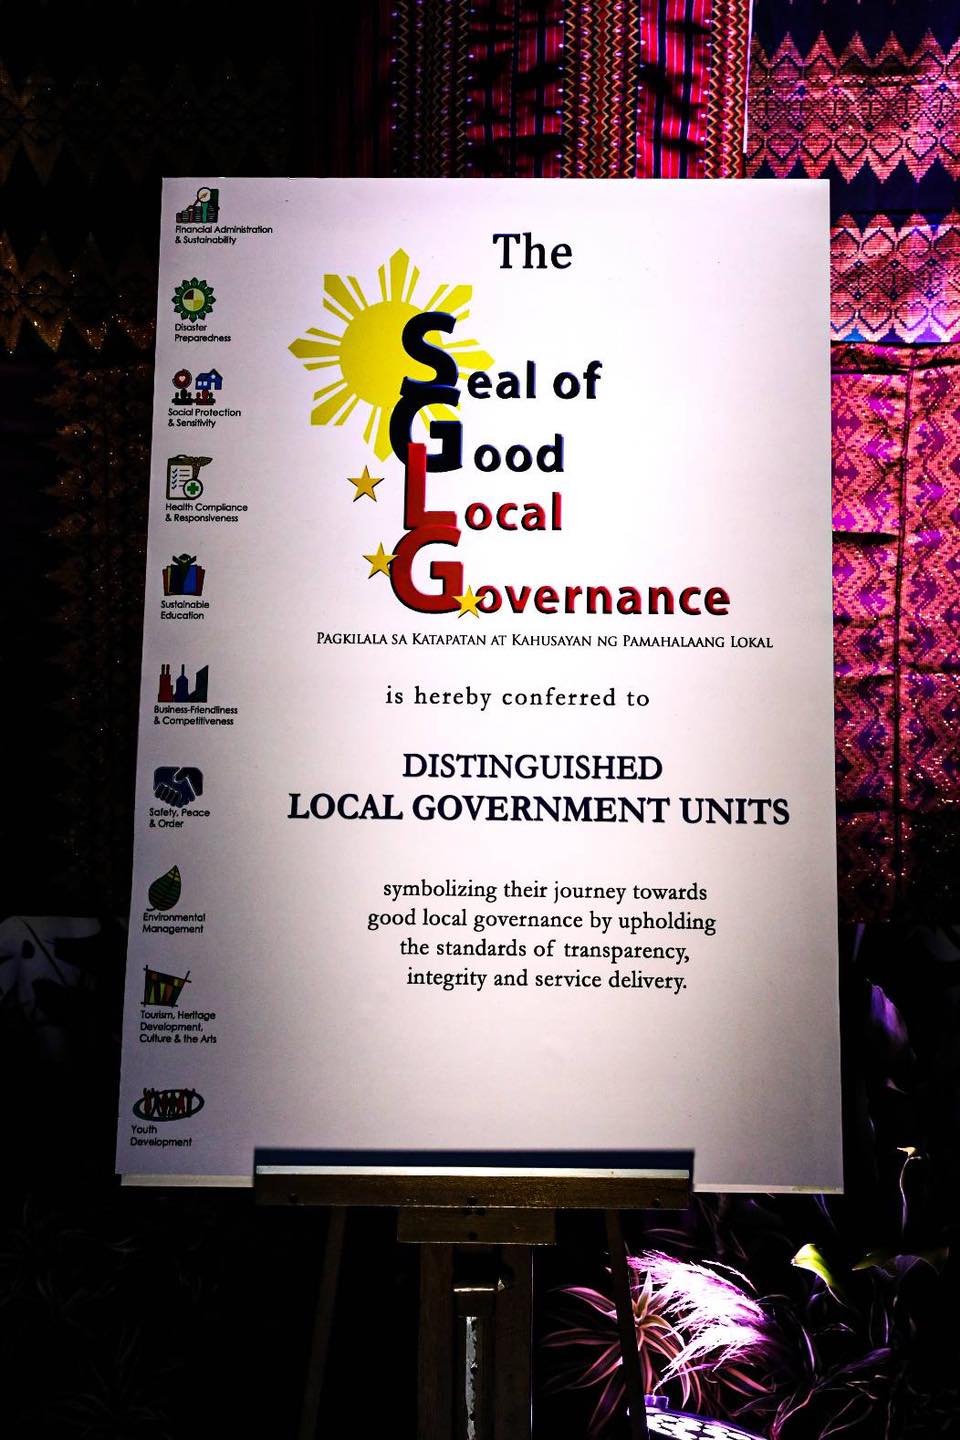 Financial Administration
& Sustainability
Disaster
Preparedness
Social Protection
& Sensitivity
Health Compliance
& Responsiveness
Sustainable
Education
Business-Friendliness
& Competitiveness
Safety, Peace
& Order
Environmental
Management
Tourism, Heritage
Development,
Culture & the Arts
Youth
Development
The
Seal of
Good
Local
Governance
PAGKILALA SA KATAPATAN AT KAHUSAYAN NG PAMAHALAANG LOKAL
is hereby conferred to
DISTINGUISHED
LOCAL GOVERNMENT UNITS
symbolizing their journey towards
good local governance by upholding
the standards of transparency,
integrity and service delivery.